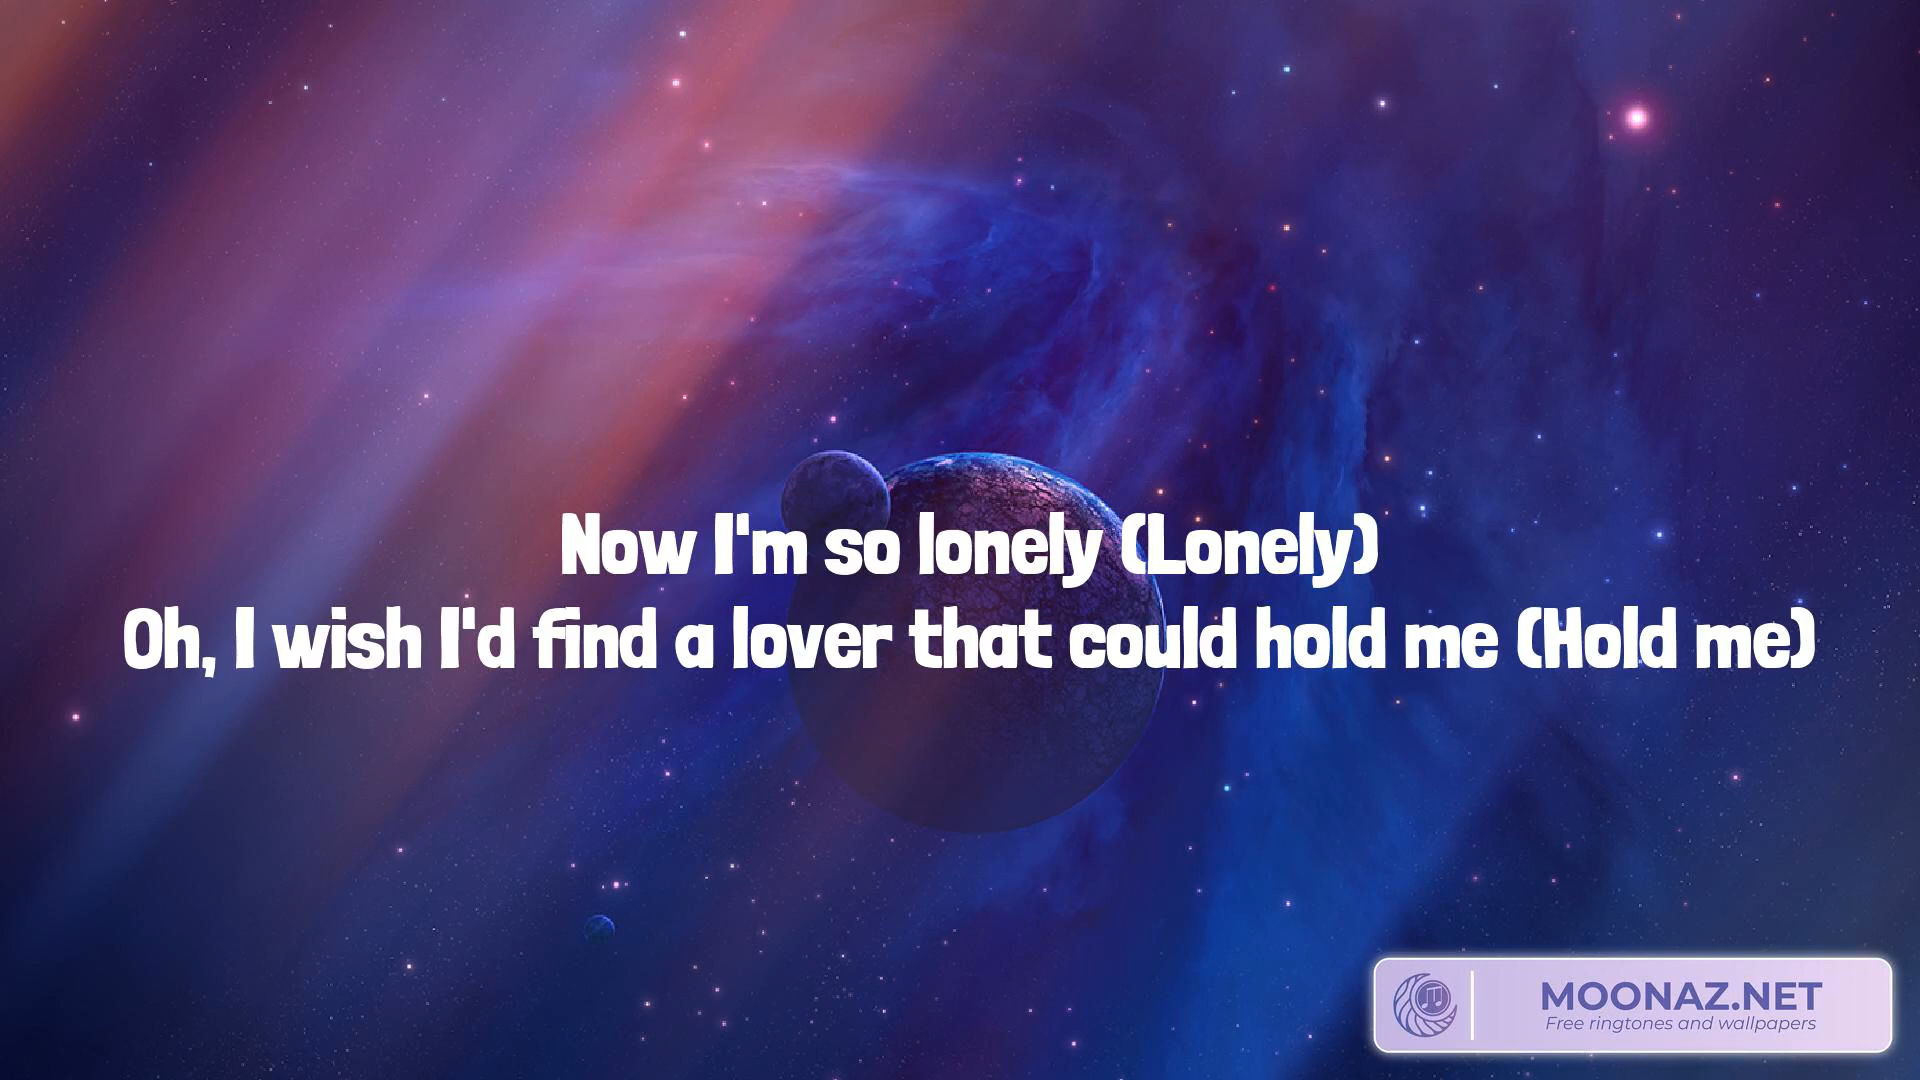 Now I'm so lonely (Lonely)
Oh, I wish I'd find a lover that could hold me (Hold me)
MOONAZ.NET
Free ringtones and wallpapers